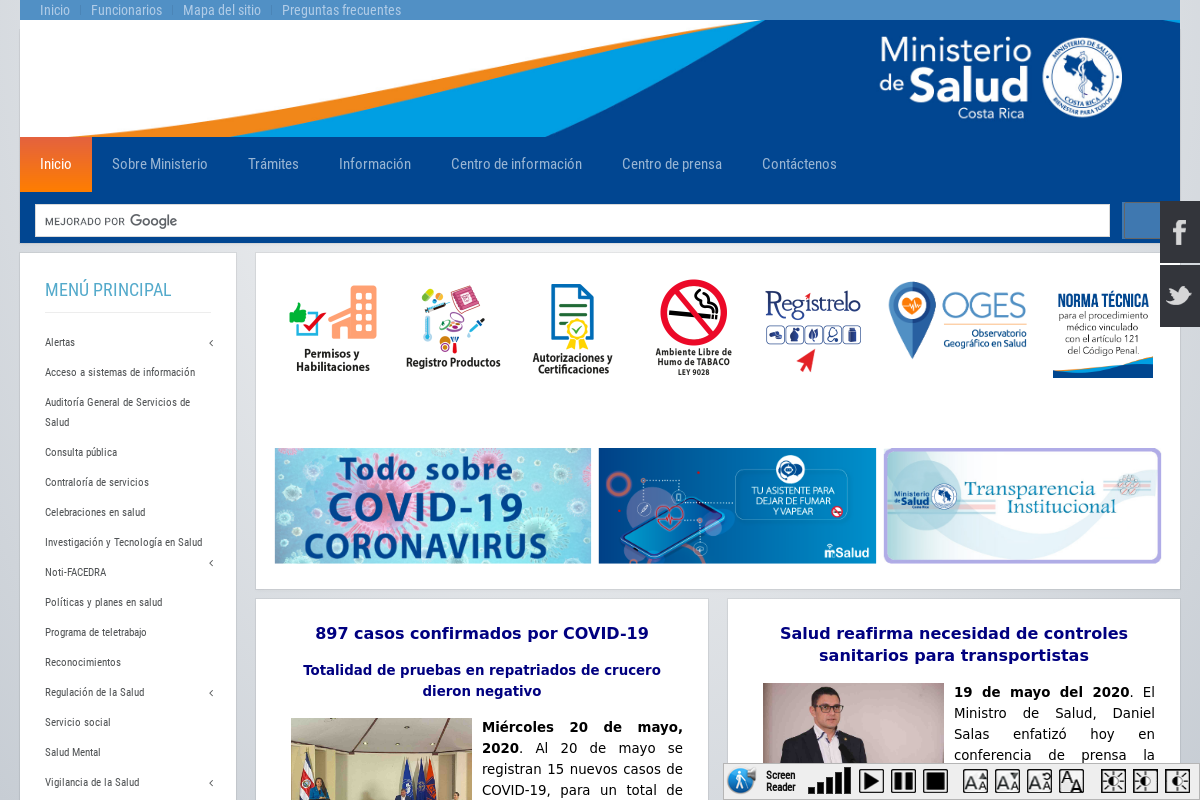 Inicio Funcionarios Mapa del sitio Preguntas frecuentes
Ministerio
de Salud
Costa Rica
MINISTERIO DE SALUD
COSTA RICA
BIENESTAR PARA TODOS
Inicio Sobre Ministerio Trámites Información Centro de información Centro de prensa Contáctenos
MEJORADO POR Google
MENÚ PRINCIPAL
Alertas
Acceso a sistemas de información
Auditoría General de Servicios de
Salud
Consulta pública
Contraloría de servicios
Celebraciones en salud
Investigación y Tecnología en Salud
Noti-FACEDRA
Políticas y planes en salud
Programa de teletrabajo
Reconocimientos
Regulación de la Salud
Servicio social
Salud Mental
Vigilancia de la Salud
Permisos y
Habilitaciones
Registro Productos
Autorizaciones y
Certificaciones
Ambiente Libre de
Humo de TABACO
LEY 9028
Regístrelo
OGES
Observatorio
Geográfico en Salud
NORMA TÉCNICA
para el procedimiento
médico vinculado
con el artículo 121
del Código Penal.
Todo sobre
COVID-19
CORONAVIRUS
TU ASISTENTE PARA
DEJAR DE FUMAR
Y VAPEAR
mSalud
Ministerio
de Salud
Costa Rica
Transparencia
Institucional
897 casos confirmados por COVID-19
Totalidad de pruebas en repatriados de crucero
dieron negativo
Miércoles 20 de mayo,
2020. Al 20 de mayo se
registran 15 nuevos casos de
COVID-19, para un total de
Salud reafirma necesidad de controles
sanitarios para transportistas
19 de mayo del 2020. El
Ministro de Salud, Daniel
Salas enfatizó hoy en
conferencia de prensa la
Screen
Reader